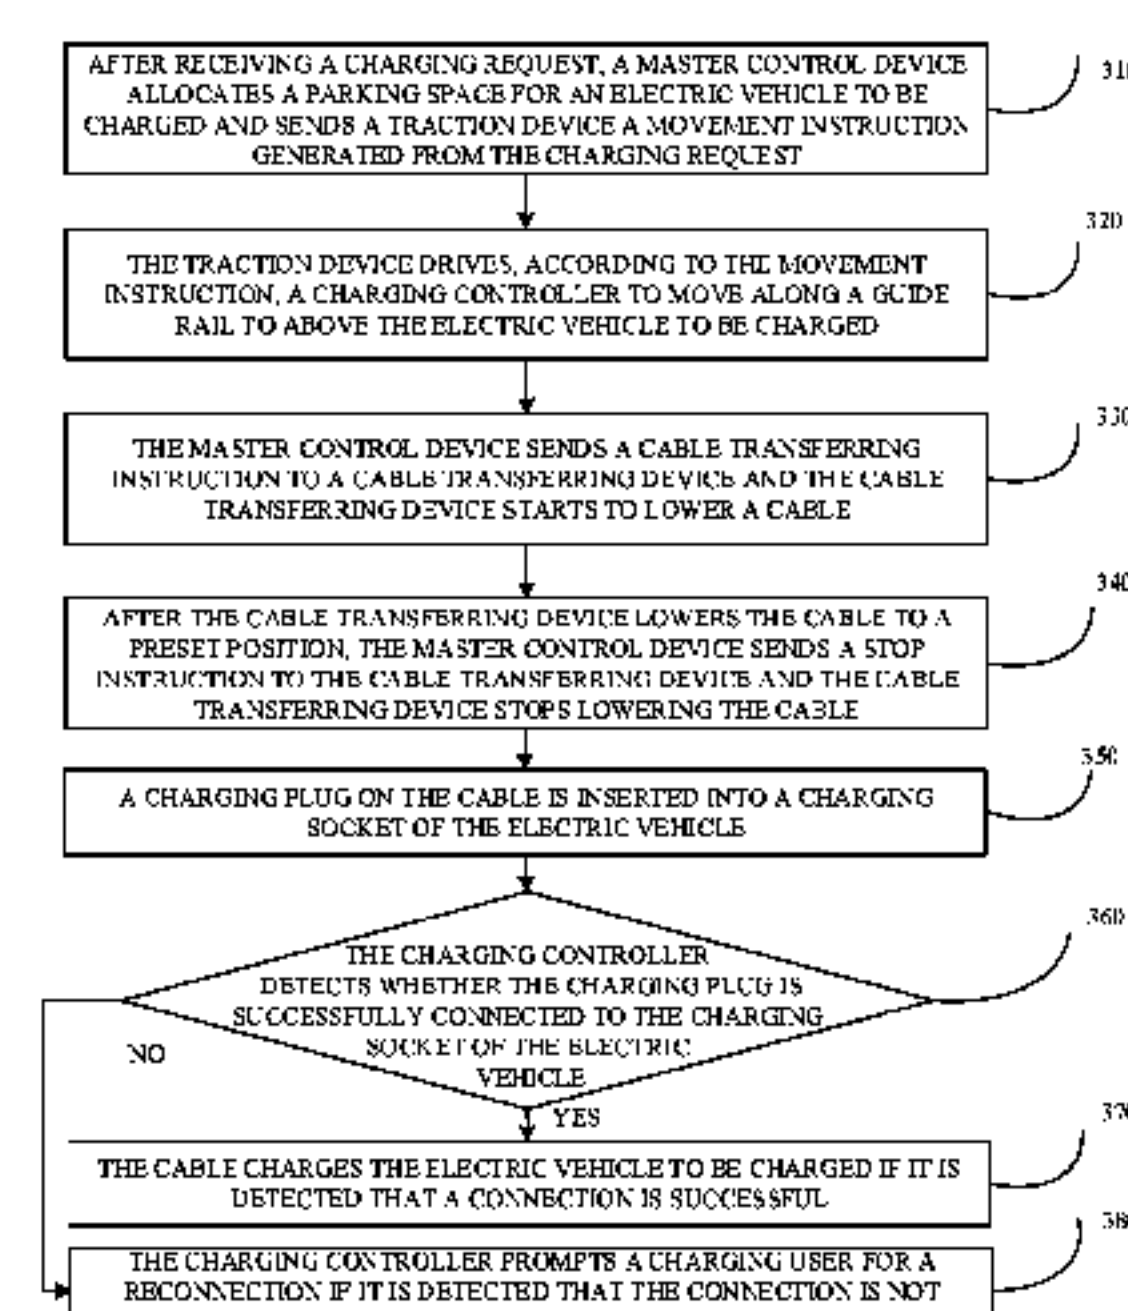 AFTER RECEIVING A CHARGING REQUEST, A MASTER CONTROL DEVICE
ALLOCATES A PARKING SPACE FOR AN ELECTRIC VEHICLE TO BE
CHARGED AND SENDS A TRACTION DEVICE A MOVEMENT INSTRUCTION
GENERATED FROM THE CHARGING REQUEST
320
THE TRACTION DEVICE DRIVES, ACCORDING TO THE MOVEMENT
INSTRUCTION, A CHARGING CONTROLLER TO MOVE ALONG A GUIDE
RAIL TO ABOVE THE ELECTRIC VEHICLE TO BE CHARGED
330
THE MASTER CONTROL DEVICE SENDS A CABLE TRANSFERRING
INSTRUCTION TO A CABLE TRANSFERRING DEVICE AND THE CABLE
TRANSFERRING DEVICE STARTS TO LOWER A CABLE
340
AFTER THE CABLE TRANSFERRING DEVICE LOWERS THE CABLE TO A
PRESET POSITION, THE MASTER CONTROL DEVICE SENDS A STOP
INSTRUCTION TO THE CABLE TRANSFERRING DEVICE AND THE CABLE
TRANSFERRING DEVICE STOPS LOWERING THE CABLE
350
A CHARGING PLUG ON THE CABLE IS INSERTED INTO A CHARGING
SOCKET OF THE ELECTRIC VEHICLE
360
THE CHARGING CONTROLLER
DETECTS WHETHER THE CHARGING PLUG IS
SUCCESSFULLY CONNECTED TO THE CHARGING
SOCKET OF THE ELECTRIC
VEHICLE
NO
YES
THE CABLE CHARGES THE ELECTRIC VEHICLE TO BE CHARGED IF IT IS
DETECTED THAT A CONNECTION IS SUCCESSFUL
THE CHARGING CONTROLLER PROMPTS A CHARGING USER FOR A
RECONNECTION IF IT IS DETECTED THAT THE CONNECTION IS NOT